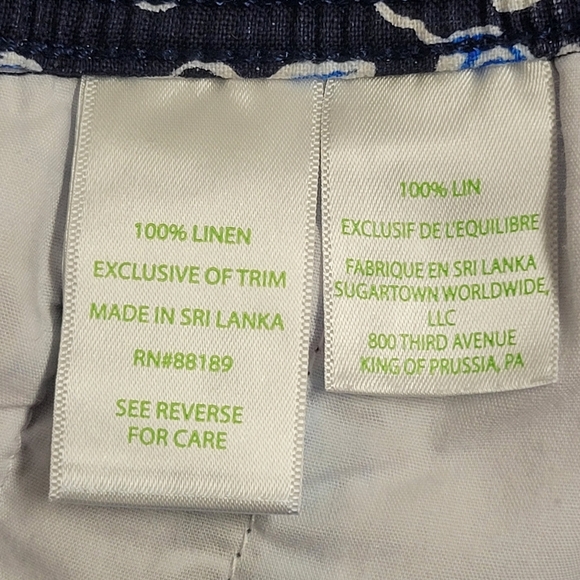 100% LINEN
EXCLUSIVE OF TRIM
MADE IN SRI LANKA
RN#88189
SEE REVERSE
FOR CARE
100% LIN
EXCLUSIF DE L'EQUILIBRE
FABRIQUE EN SRI LANKA
SUGARTOWN WORLDWIDE,
LLC
800 THIRD AVENUE
KING OF PRUSSIA, PA